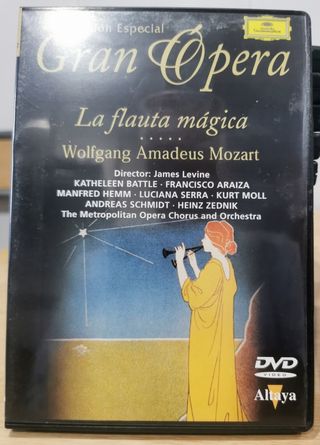 ón Especial
Gran Ópera
La flauta mágica
Wolfgang Amadeus Mozart
Director: James Levine
KATHELEEN BATTLE · FRANCISCO ARAIZA
MANFRED HEMM · LUCIANA SERRA · KURT MOLL
ANDREAS SCHMIDT · HEINZ ZEDNIK
The Metropolitan Opera Chorus and Orchestra
DVD
VIDEO
Altaya